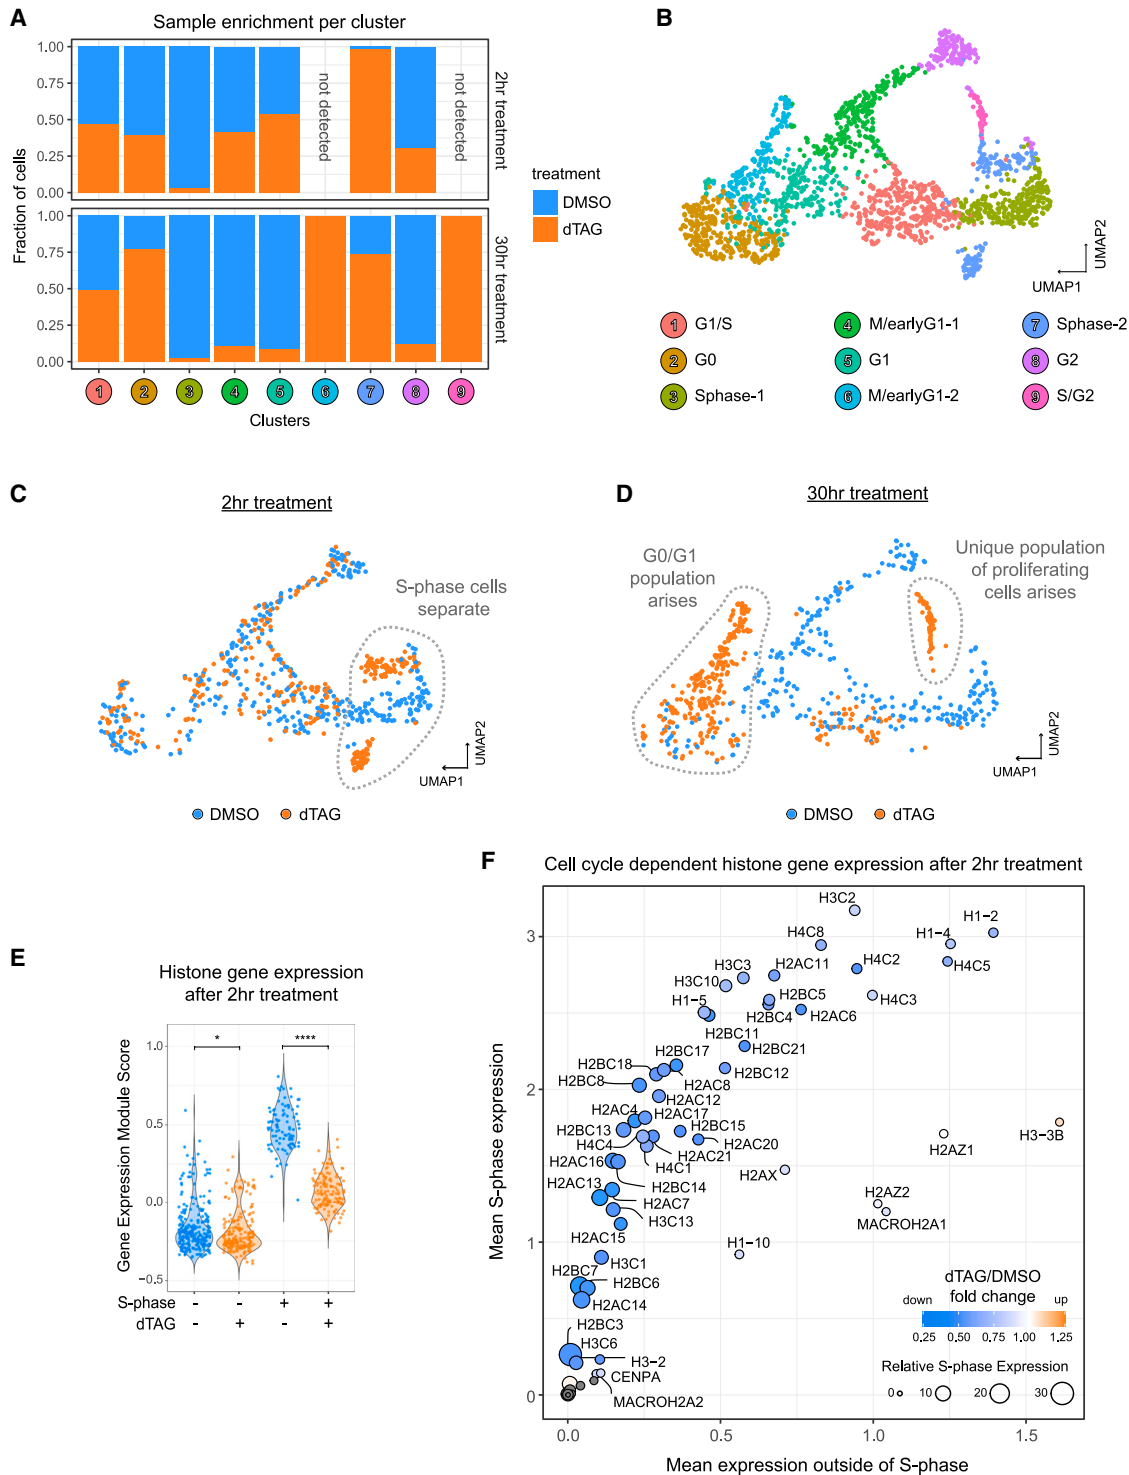 A
Sample enrichment per cluster
Fraction of cells
1.00
0.75
0.50
0.25
0.00
not detected
not detected
2hr treatment
1.00
0.75
0.50
0.25
0.00
30hr treatment
1 2 3 4 5 6 7 8 9
Clusters
treatment
DMSO
dTAG
B
UMAP1
UMAP2
1 G1/S
2 G0
3 Sphase-1
4 M/earlyG1-1
5 G1
6 M/earlyG1-2
7 Sphase-2
8 G2
9 S/G2
C
2hr treatment
S-phase cells
separate
UMAP1
UMAP2
DMSO dTAG
D
30hr treatment
G0/G1
population
arises
Unique population
of proliferating
cells arises
UMAP1
UMAP2
DMSO dTAG
E
Histone gene expression
after 2hr treatment
Gene Expression Module Score
1.0
0.5
0.0
−0.5
* ****
S-phase - - + +
dTAG - + - +
F
Cell cycle dependent histone gene expression after 2hr treatment
Mean S-phase expression
3
2
1
0
H3C2
H1−2
H4C8
H1−4
H3C3
H2AC11
H4C2
H4C5
H3C10
H2BC5
H4C3
H1−5
H2BC4
H2AC6
H2BC11
H2BC21
H2BC17
H2BC18
H2BC12
H2BC8
H2AC8
H2AC12
H2AC4
H2AC17
H2BC15
H2BC13
H2AC20
H3−3B
H2AZ1
H4C4
H2AC21
H4C1
H2AC16
H2BC14
H2AX
H2AC13
H2AC7
H2AZ2
H3C13
MACROH2A1
H2AC15
H1−10
H3C1
H2BC7
H2BC6
H2AC14
H2BC3
H3C6
H3−2
CENPA
MACROH2A2
dTAG/DMSO
fold change
down up
0.25 0.50 0.75 1.00 1.25
Relative S-phase Expression
0 10 20 30
0.0 0.5 1.0 1.5
Mean expression outside of S-phase